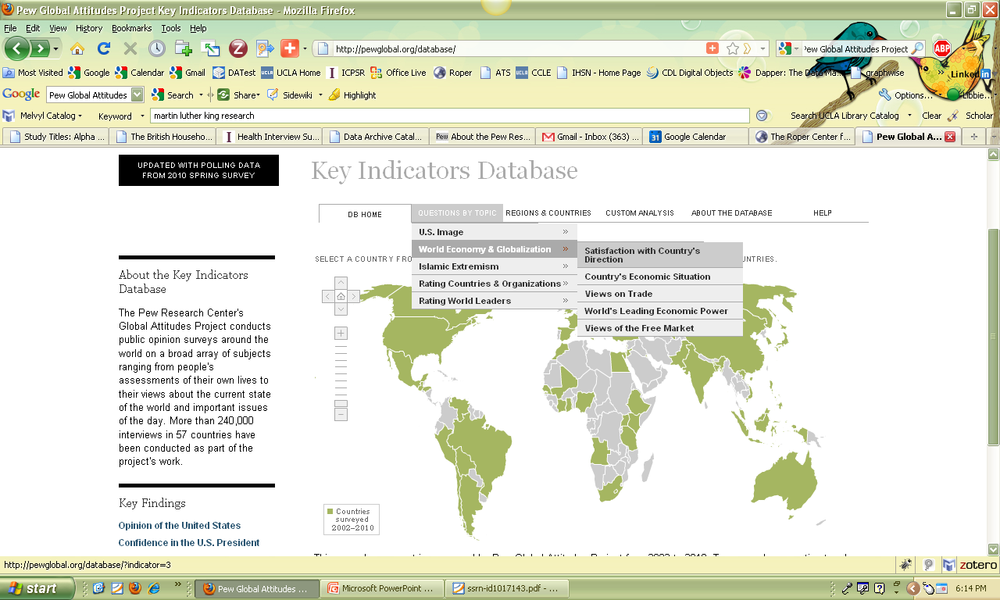 Pew Global Attitudes Project Key Indicators Database - Mozilla Firefox
File Edit View History Bookmarks Tools Help
http://pewglobal.org/database/
Pew Global Attitudes Project
ABP
Most Visited Google Calendar Gmail DATest UCLA Home ICPSR Office Live Roper ATS CCLE IHSN - Home Page CDL Digital Objects Dapper: The Data Ma... graphwise » LinkedIn
Google Pew Global Attitudes Search Share Sidewiki Highlight Options...
Melvyl Catalog Keyword martin luther king research Search UCLA Library Catalog Clear Scholar
Study Titles: Alpha ... The British Househo... Health Interview Su... Data Archive Catal... Pew About the Pew Res... Gmail - Inbox (363) ... 31 Google Calendar The Roper Center f... Pew Global A...
UPDATED WITH POLLING DATA
FROM 2010 SPRING SURVEY
Key Indicators Database
DB HOME QUESTIONS BY TOPIC REGIONS & COUNTRIES CUSTOM ANALYSIS ABOUT THE DATABASE HELP
U.S. Image »
World Economy & Globalization »
Islamic Extremism »
Rating Countries & Organizations »
Rating World Leaders »
Satisfaction with Country's
Direction
Country's Economic Situation
Views on Trade
World's Leading Economic Power
Views of the Free Market
SELECT A COUNTRY
About the Key Indicators
Database
The Pew Research Center's
Global Attitudes Project conducts
public opinion surveys around the
world on a broad array of subjects
ranging from people's
assessments of their own lives to
their views about the current state
of the world and important issues
of the day. More than 240,000
interviews in 57 countries have
been conducted as part of the
project's work.
Key Findings
Opinion of the United States
Confidence in the U.S. President
Countries
surveyed
2002–2010
http://pewglobal.org/database/?indicator=3
zotero
start
Pew Global Attitudes ... Microsoft PowerPoint ... ssrn-id1017143.pdf - ...
6:14 PM